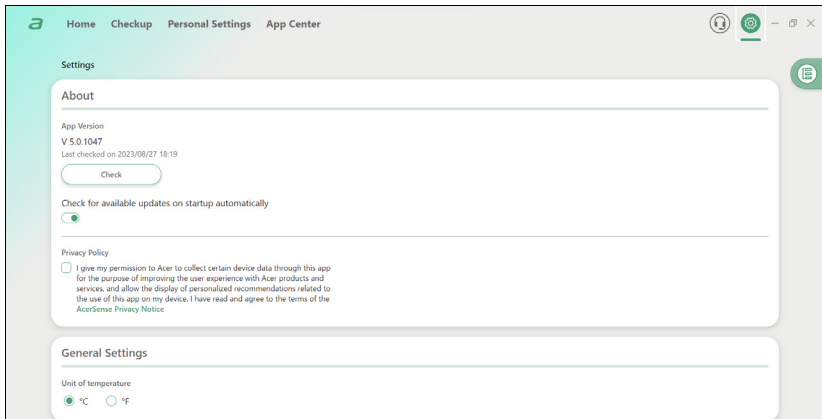 a Home Checkup Personal Settings App Center
Settings
About
App Version
V 5.0.1047
Last checked on 2023/08/27 18:19
Check
Check for available updates on startup automatically
Privacy Policy
I give my permission to Acer to collect certain device data through this app
for the purpose of improving the user experience with Acer products and
services, and allow the display of personalized recommendations related to
the use of this app on my device. I have read and agree to the terms of the
AcerSense Privacy Notice
General Settings
Unit of temperature
°C °F